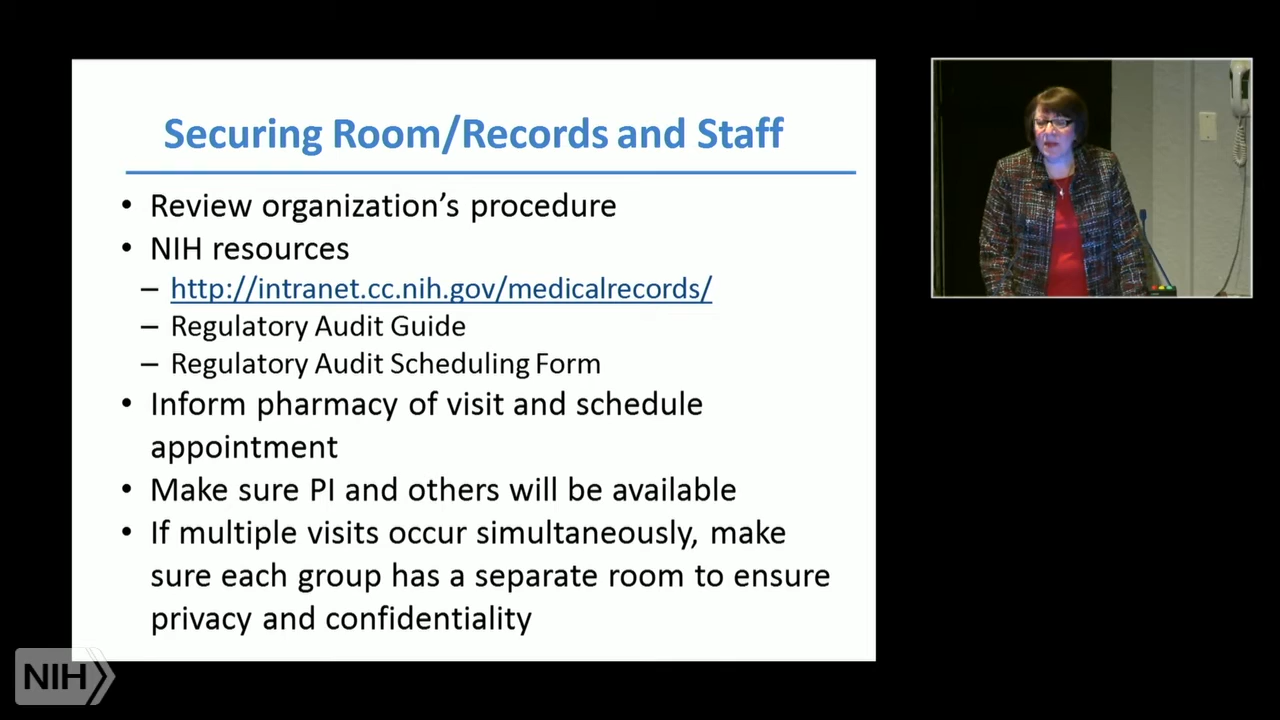 Securing Room/Records and Staff
• Review organization's procedure
• NIH resources
– http://intranet.cc.nih.gov/medicalrecords/
– Regulatory Audit Guide
– Regulatory Audit Scheduling Form
• Inform pharmacy of visit and schedule
appointment
• Make sure PI and others will be available
• If multiple visits occur simultaneously, make
sure each group has a separate room to ensure
privacy and confidentiality
NIH